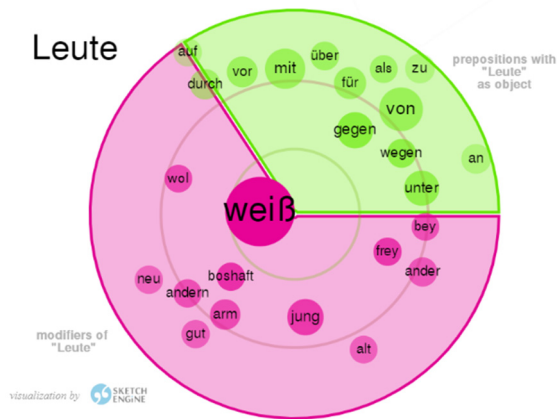 Leute
auf
durch
vor
mit
über
für
als
zu
prepositions with
"Leute"
as object
von
gegen
wegen
an
unter
wol
weiß
bey
frey
ander
boshaft
neu
andern
arm
jung
gut
alt
modifiers of
"Leute"
visualization by SKETCH
ENGINE